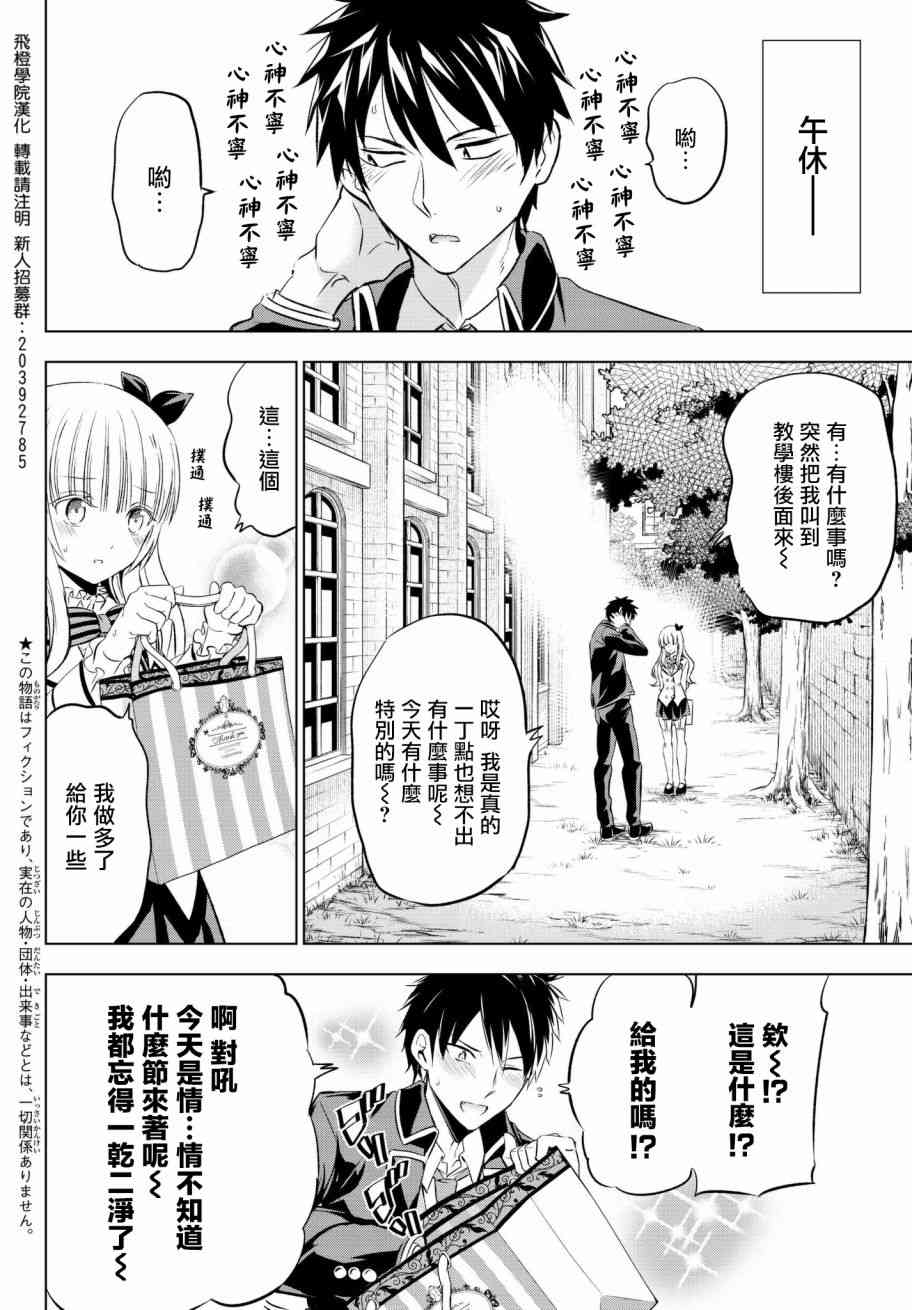 午休——
喲…
心神不寧
心神不寧
心神不寧
心神不寧
喲…
心神不寧
心神不寧
心神不寧
心神不寧
有…有什麼事嗎?
突然把我叫到
教學樓後面來～
哎呀 我是真的
一丁點也想不出
有什麼事呢～
今天有什麼
特別的嗎～?
這…這個
撲通
撲通
我做多了
給你一些
Thank you
欸～!?
這是什麼!?
給我的嗎!?
啊 對吼
今天是情…情不知道
什麼節來著呢～
我都忘得一乾二淨了～
飛橙學院漢化 轉載請注明 新人招募群:20392785
★この物語はフィクションであり、実在の人物・団体・出来事などとは、一切関係ありません。